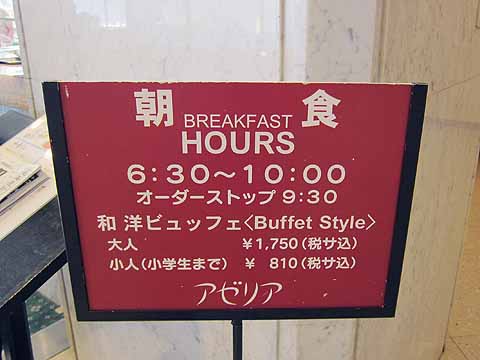 朝 BREAKFAST 食
HOURS
6:30～10:00
オーダーストップ 9:30
和 洋ビュッフェ〈Buffet Style〉
大人 ¥1,750(税サ込)
小人(小学生まで) ¥ 810(税サ込)
アゼリア